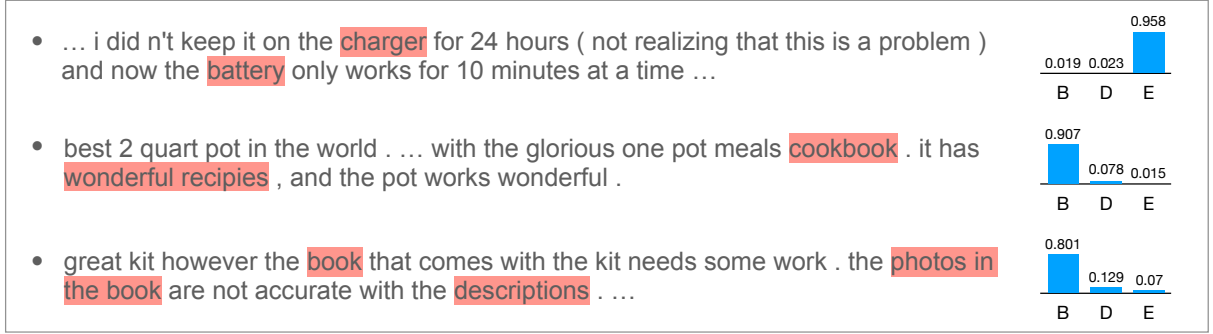 • … i did n't keep it on the charger for 24 hours ( not realizing that this is a problem )
and now the battery only works for 10 minutes at a time …
0.958
0.019 0.023
B D E
• best 2 quart pot in the world . … with the glorious one pot meals cookbook . it has
wonderful recipies , and the pot works wonderful .
0.907
0.078 0.015
B D E
• great kit however the book that comes with the kit needs some work . the photos in
the book are not accurate with the descriptions . …
0.801
0.129 0.07
B D E